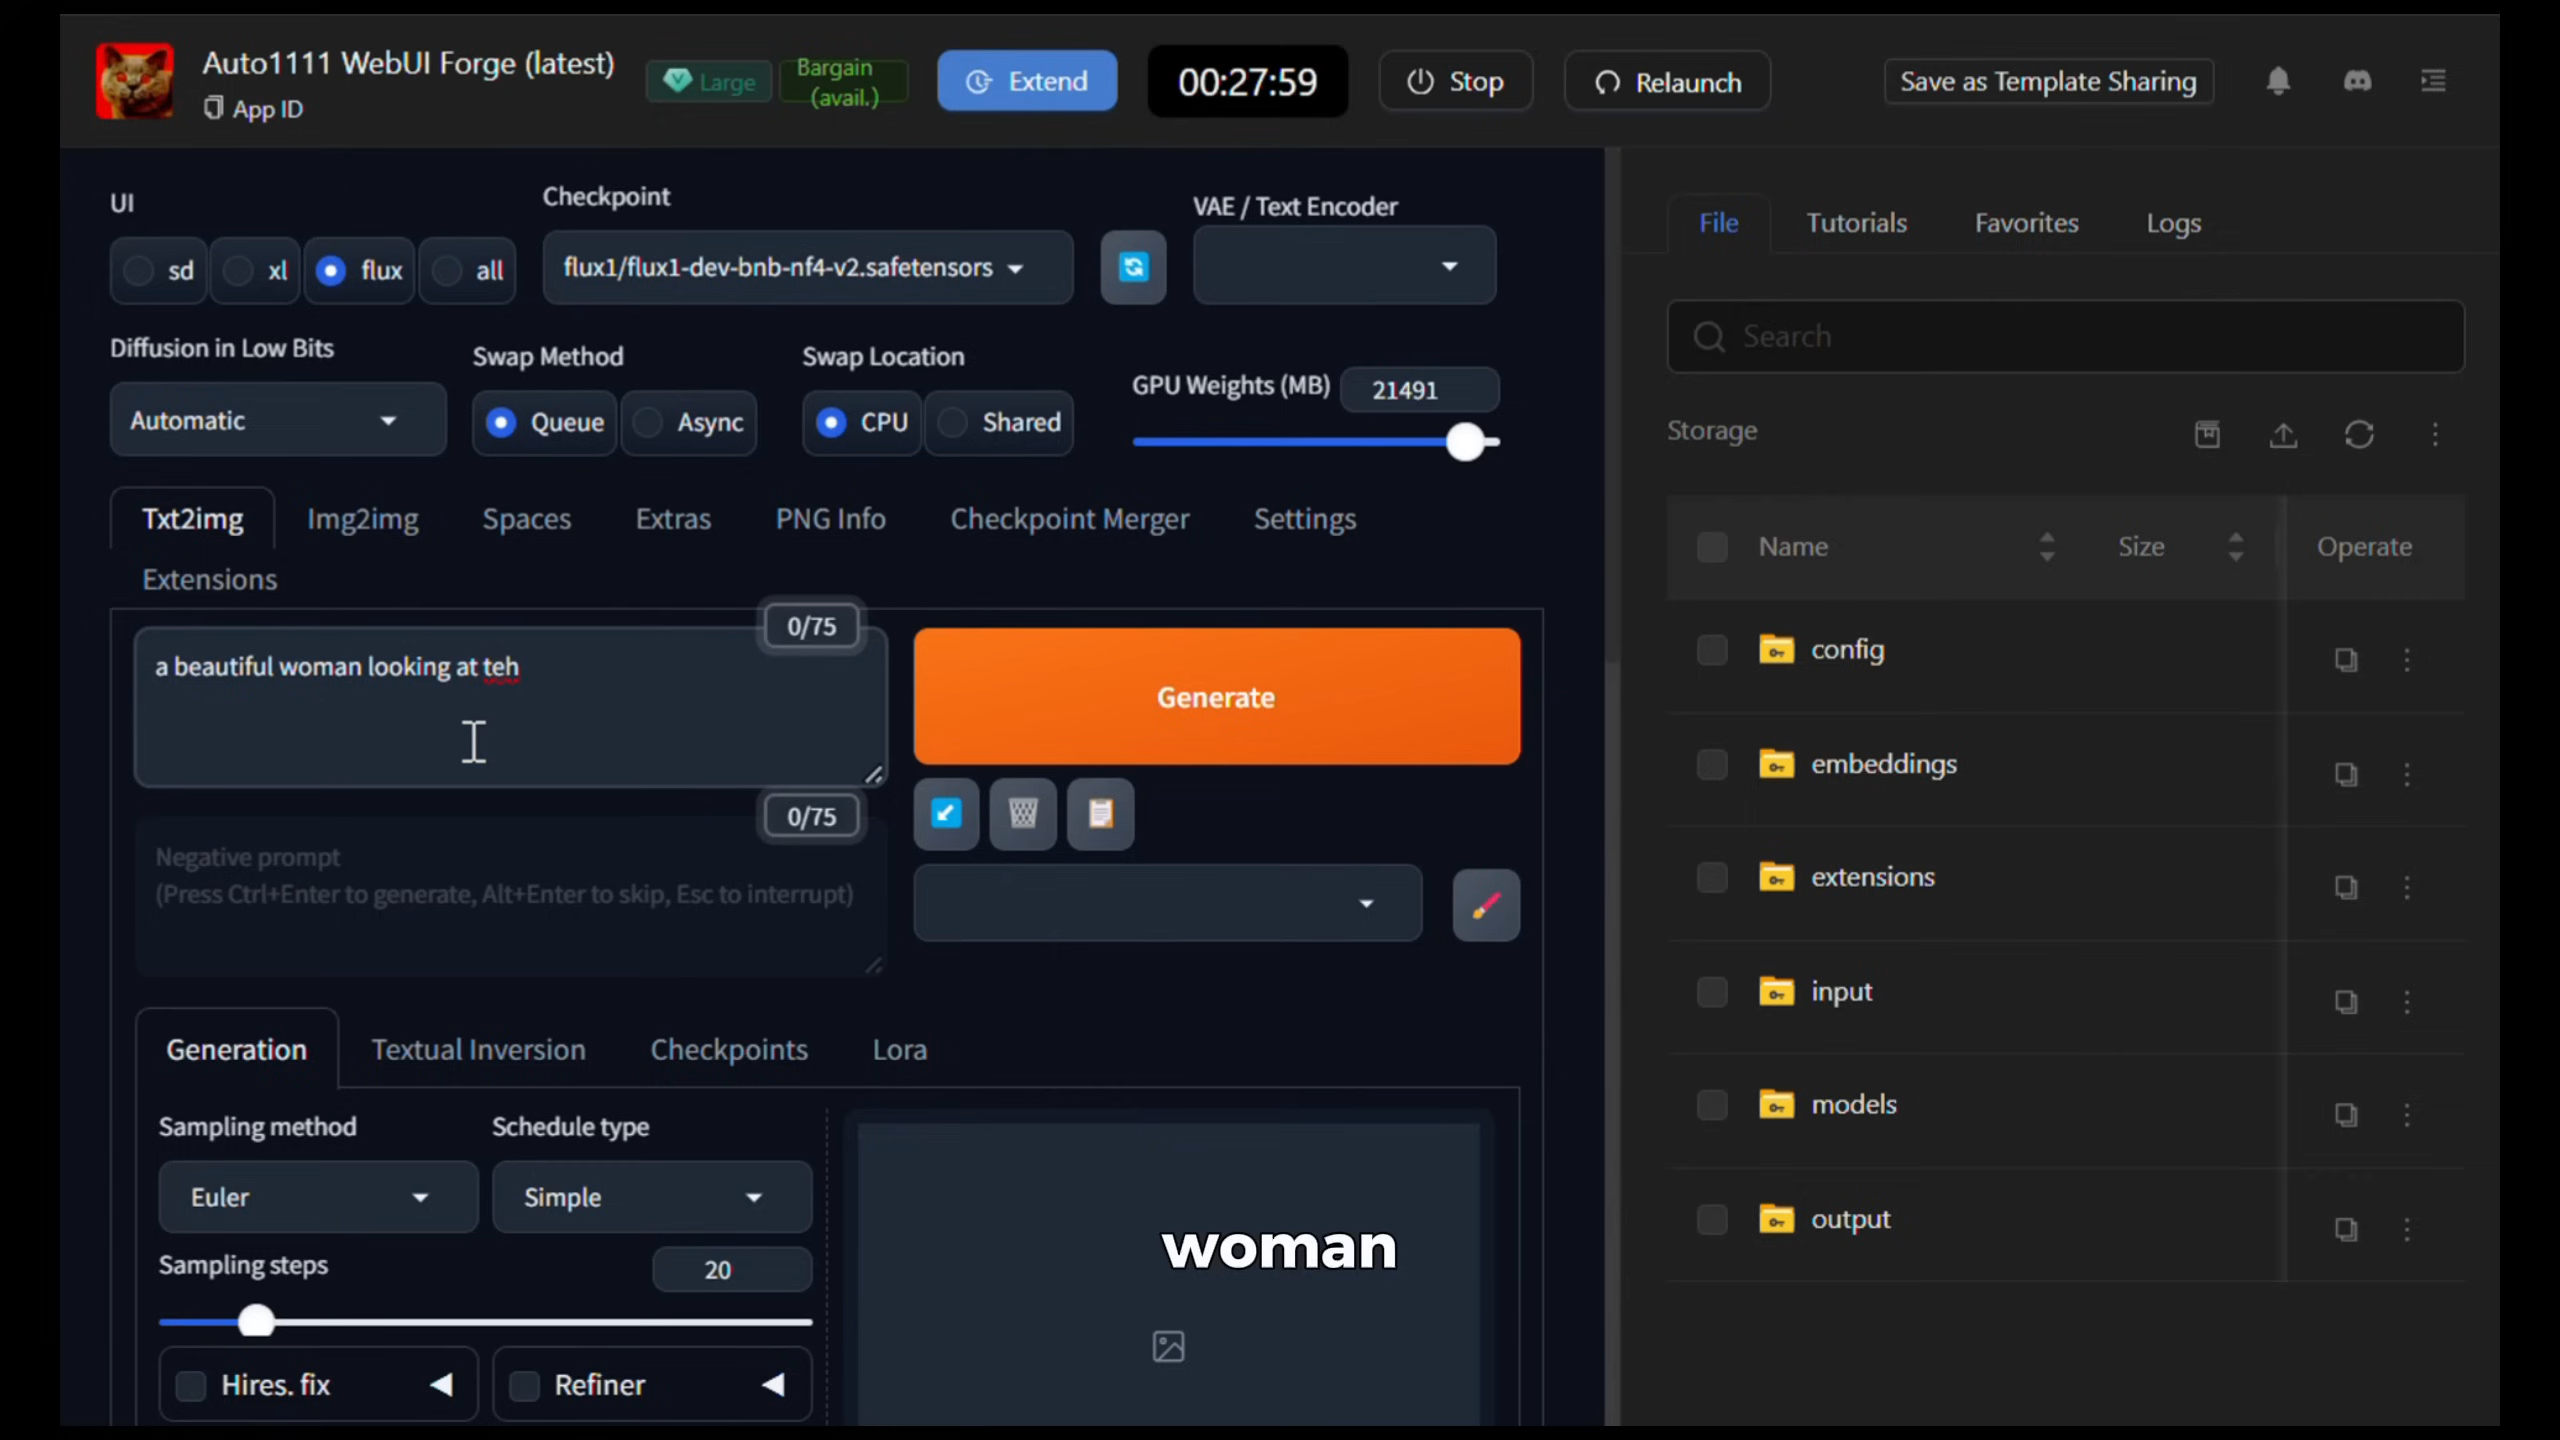 Auto1111 WebUI Forge (latest)
App ID
Large
Bargain
(avail.)
Extend
00:27:59
Stop
Relaunch
Save as Template Sharing
UI
sd
xl
flux
all
Checkpoint
flux1/flux1-dev-bnb-nf4-v2.safetensors
VAE / Text Encoder
Diffusion in Low Bits
Automatic
Swap Method
Queue
Async
Swap Location
CPU
Shared
GPU Weights (MB)
21491
Txt2img
Img2img
Spaces
Extras
PNG Info
Checkpoint Merger
Settings
Extensions
0/75
a beautiful woman looking at teh
Generate
0/75
Negative prompt
(Press Ctrl+Enter to generate, Alt+Enter to skip, Esc to interrupt)
Generation
Textual Inversion
Checkpoints
Lora
Sampling method
Euler
Schedule type
Simple
Sampling steps
20
Hires. fix
Refiner
woman
File
Tutorials
Favorites
Logs
Search
Storage
Name
Size
Operate
config
embeddings
extensions
input
models
output